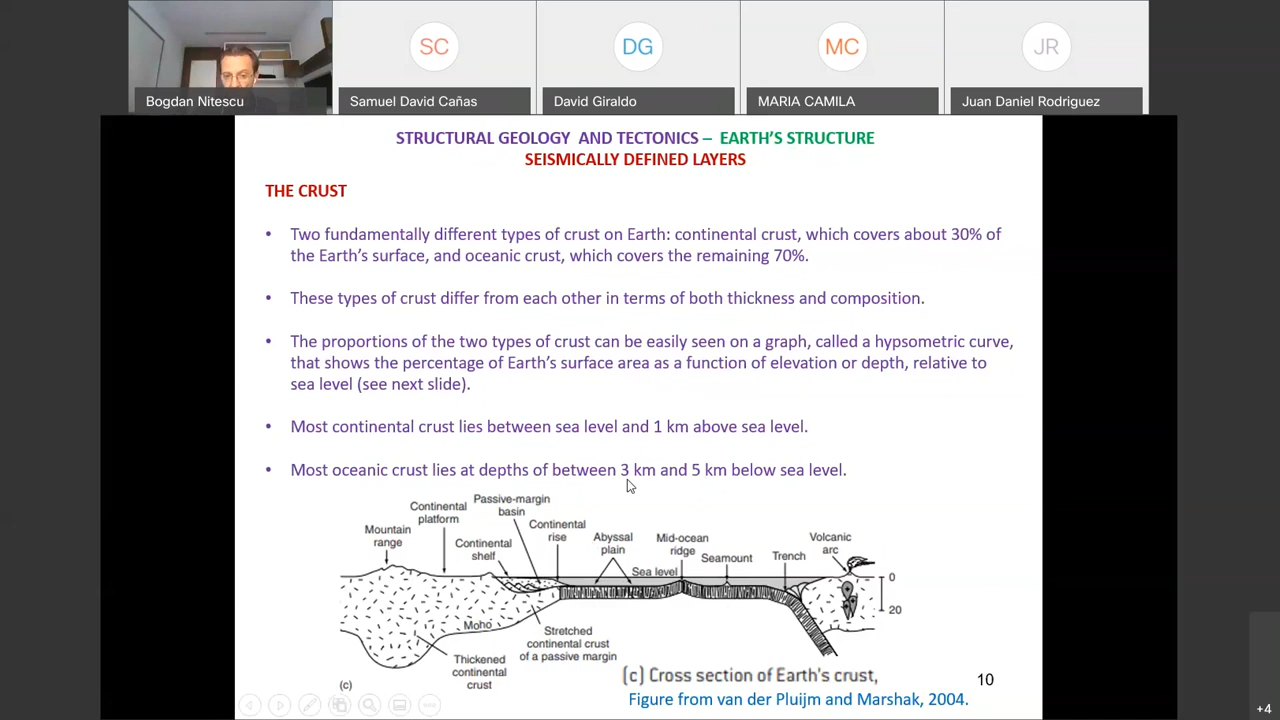 SC
DG
MC
JR
Bogdan Nitescu
Samuel David Cañas
David Giraldo
MARIA CAMILA
Juan Daniel Rodriguez
STRUCTURAL GEOLOGY AND TECTONICS – EARTH'S STRUCTURE
SEISMICALLY DEFINED LAYERS
THE CRUST
• Two fundamentally different types of crust on Earth: continental crust, which covers about 30% of
the Earth's surface, and oceanic crust, which covers the remaining 70%.
• These types of crust differ from each other in terms of both thickness and composition.
• The proportions of the two types of crust can be easily seen on a graph, called a hypsometric curve,
that shows the percentage of Earth's surface area as a function of elevation or depth, relative to
sea level (see next slide).
• Most continental crust lies between sea level and 1 km above sea level.
• Most oceanic crust lies at depths of between 3 km and 5 km below sea level.
Mountain
range
Continental
platform
Continental
shelf
Passive-margin
basin
Continental
rise
Abyssal
plain
Sea level
Mid-ocean
ridge
Seamount
Trench
Volcanic
arc
0
20
Moho
Stretched
continental crust
of a passive margin
Thickened
continental
crust
(c)
(c) Cross section of Earth's crust,
Figure from van der Pluijm and Marshak, 2004.
10
+4